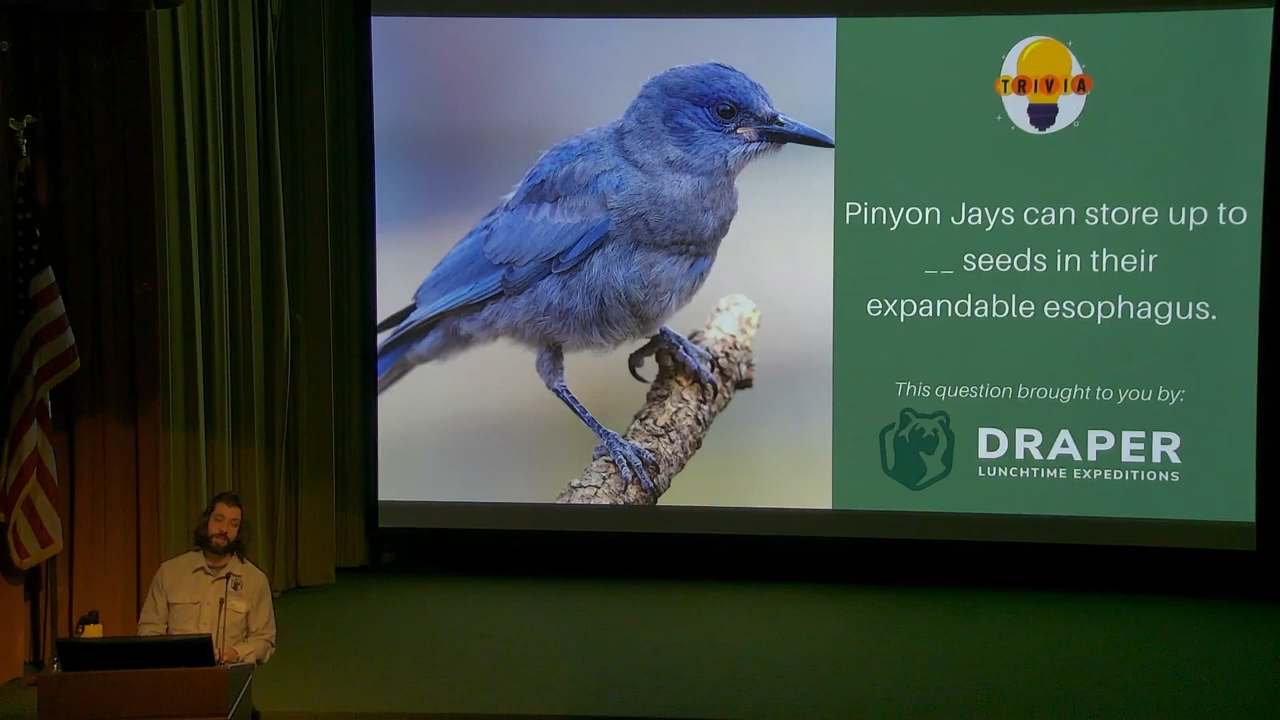 TRIVIA
Pinyon Jays can store up to
__ seeds in their
expandable esophagus.
This question brought to you by:
DRAPER
LUNCHTIME EXPEDITIONS